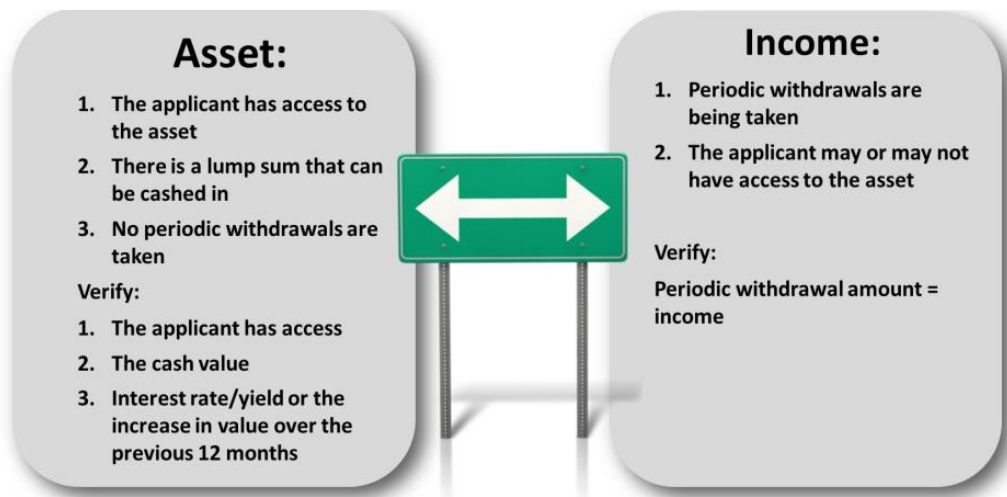 Asset:
1. The applicant has access to
the asset
2. There is a lump sum that can
be cashed in
3. No periodic withdrawals are
taken
Verify:
1. The applicant has access
2. The cash value
3. Interest rate/yield or the
increase in value over the
previous 12 months
Income:
1. Periodic withdrawals are
being taken
2. The applicant may or may not
have access to the asset
Verify:
Periodic withdrawal amount =
income